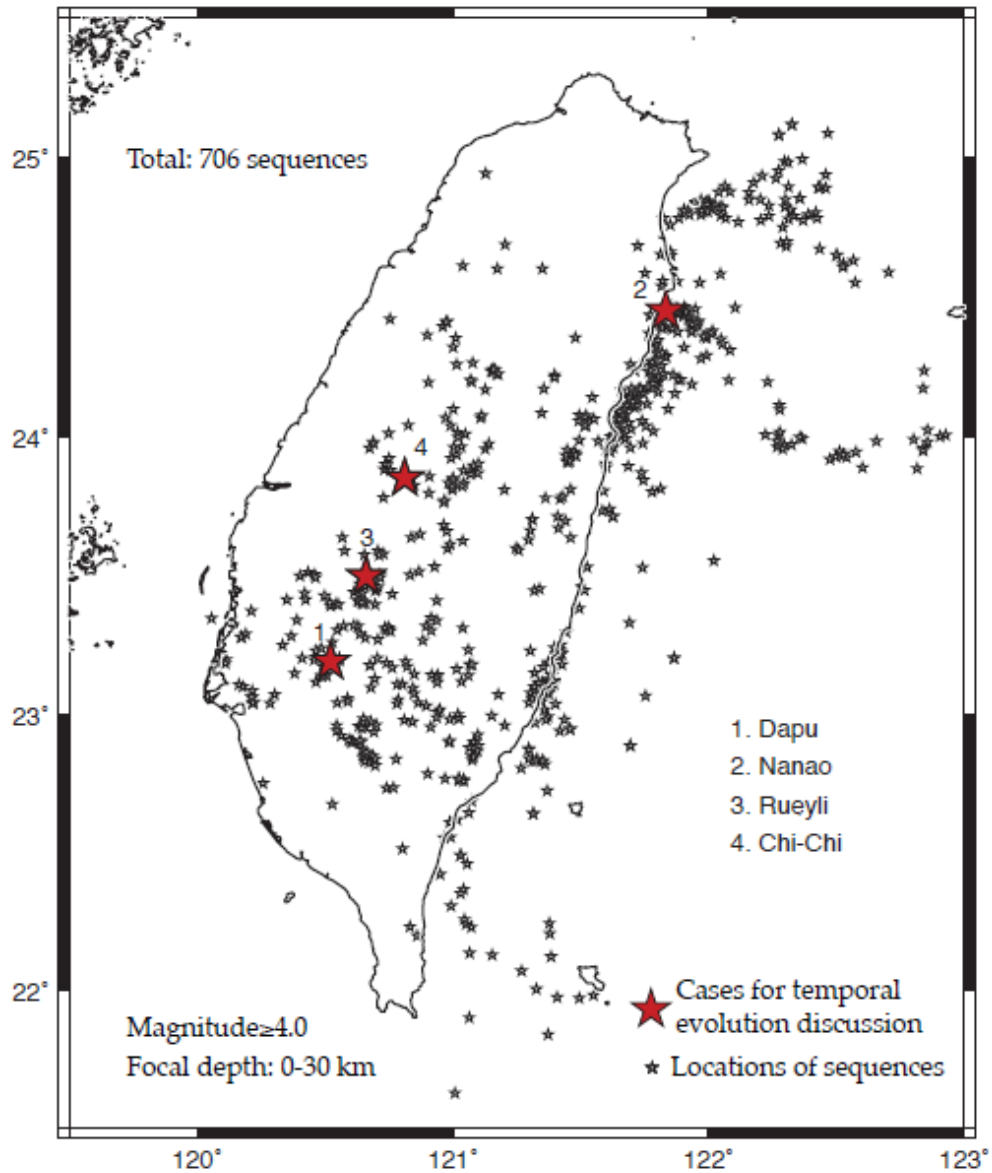 25°
Total: 706 sequences
2
24°
4
3
1
23°
1. Dapu
2. Nanao
3. Rueyli
4. Chi-Chi
22°
Cases for temporal
evolution discussion
Magnitude≥4.0
Focal depth: 0-30 km
Locations of sequences
120°
121°
122°
123°